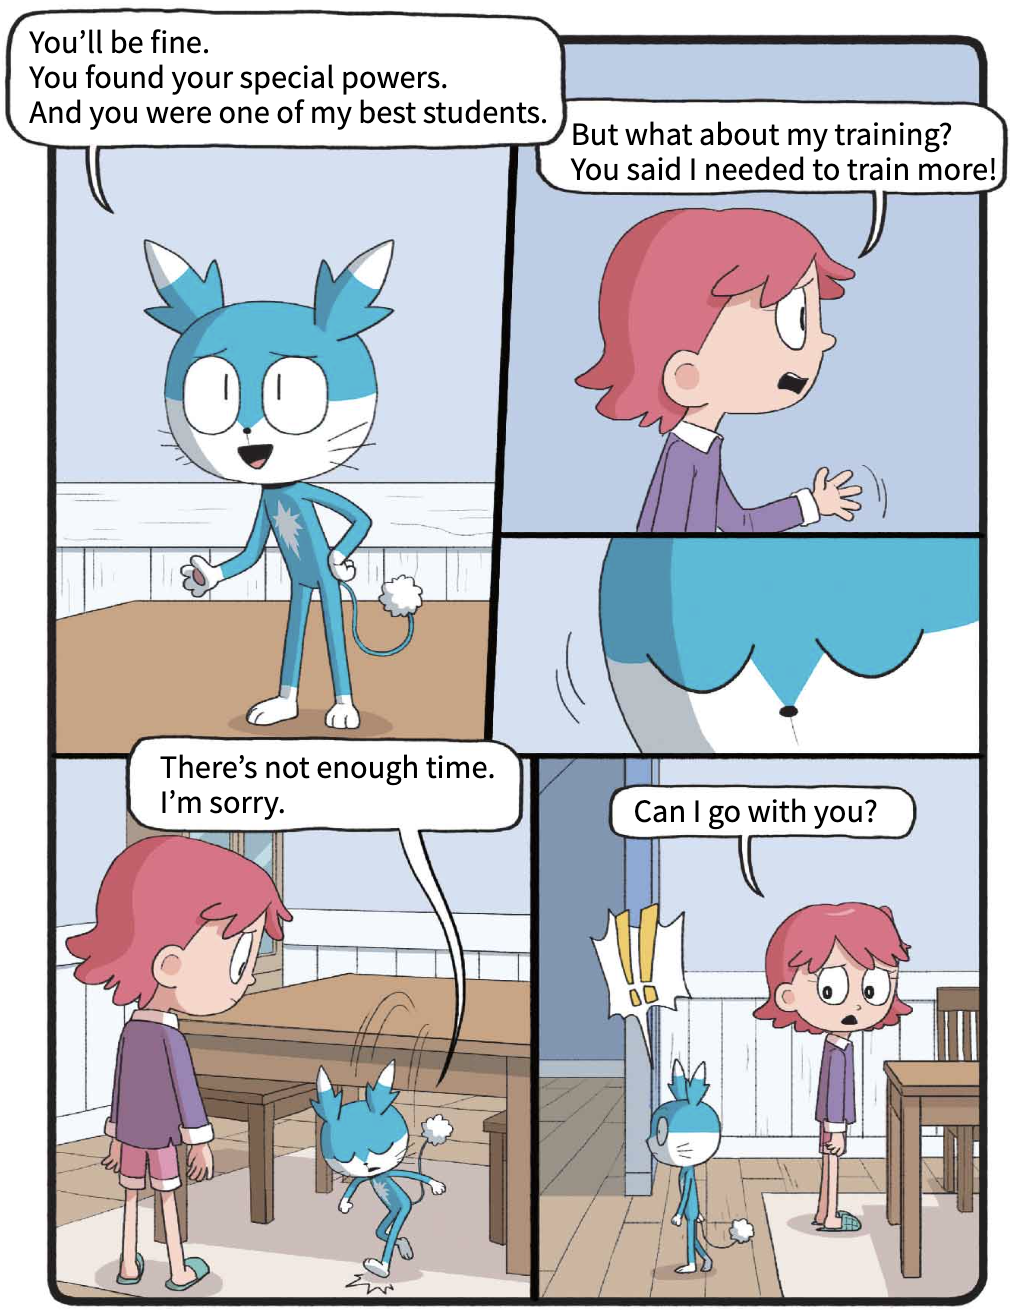 You’ll be fine.
You found your special powers.
And you were one of my best students.
But what about my training?
You said I needed to train more!
There’s not enough time.
I’m sorry.
Can I go with you?
!!